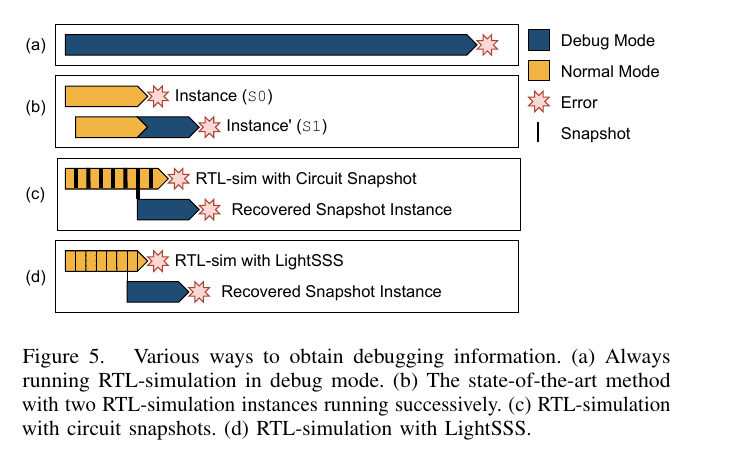 (a)
Debug Mode
Normal Mode
Error
Snapshot
(b)
Instance (S0)
Instance' (S1)
(c)
RTL-sim with Circuit Snapshot
Recovered Snapshot Instance
(d)
RTL-sim with LightSSS
Recovered Snapshot Instance
Figure 5. Various ways to obtain debugging information. (a) Always
running RTL-simulation in debug mode. (b) The state-of-the-art method
with two RTL-simulation instances running successively. (c) RTL-simulation
with circuit snapshots. (d) RTL-simulation with LightSSS.